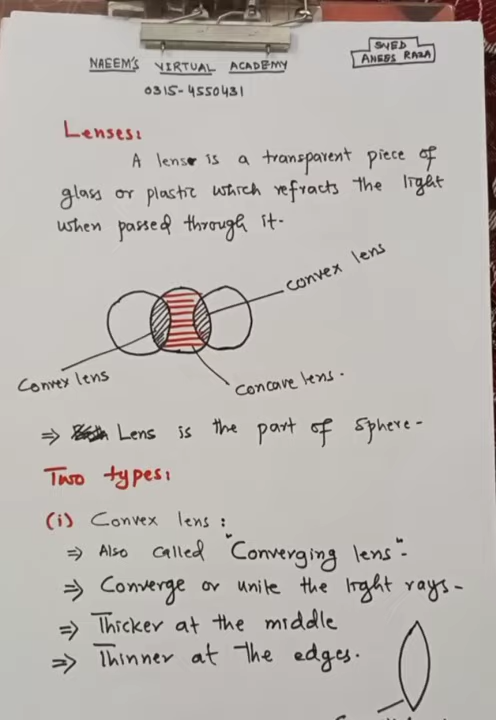 NAEEM'S VIRTUAL ACADEMY
0315-4550431
SYED
ANEES RAZA
Lenses:
A lens is a transparent piece of
glass or plastic which refracts the light
when passed through it-
convex lens
Convex lens
Concave lens.
⇒ Lens is the part of sphere-
Two types:
(i) Convex lens:
⇒ Also called "Converging lens"-
⇒ Converge or unite the light rays-
⇒ Thicker at the middle
⇒ Thinner at the edges.